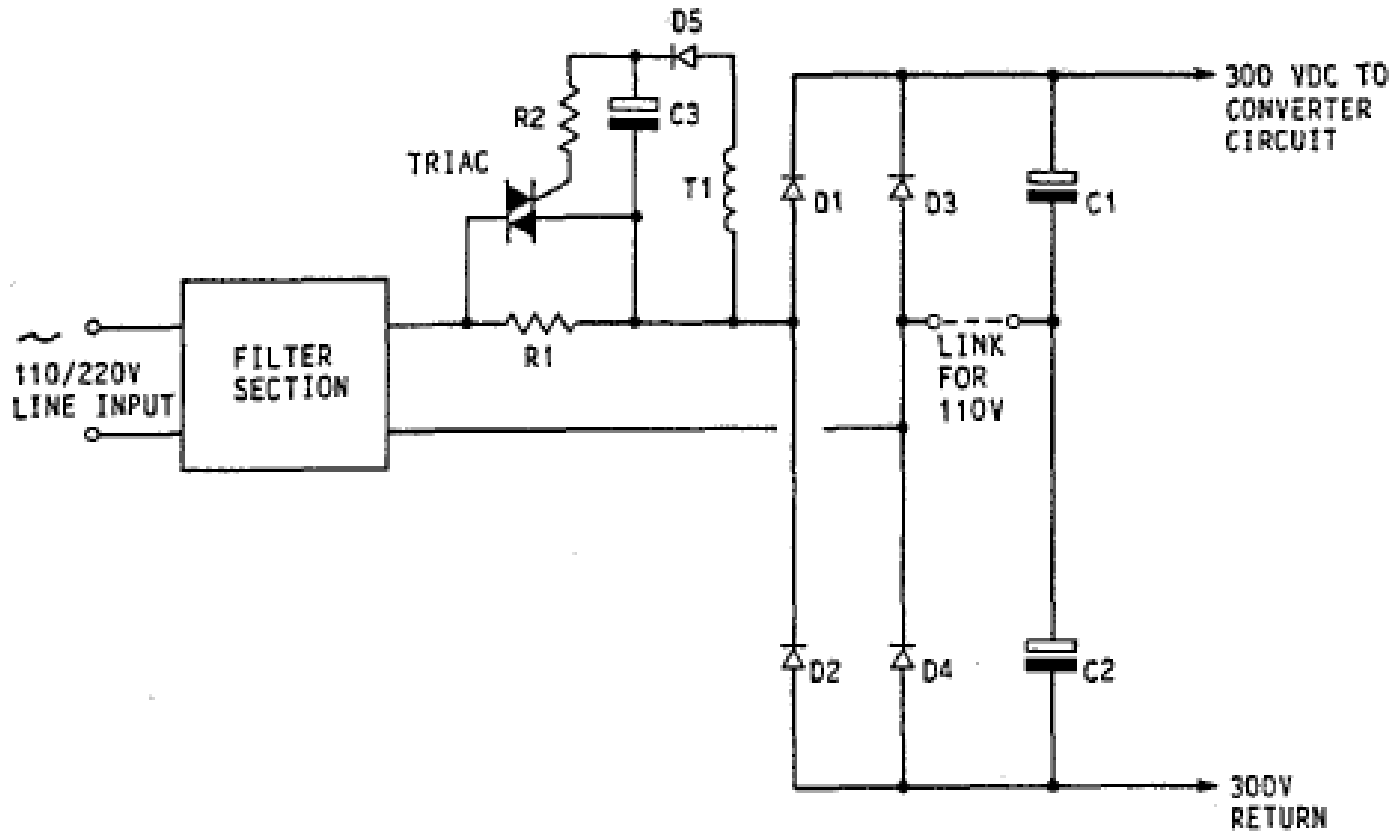 D5
R2
C3
TRIAC
T1
D1
D3
C1
300 VDC TO
CONVERTER
CIRCUIT
R1
110/220V
LINE INPUT
FILTER
SECTION
LINK
FOR
110V
D2
D4
C2
300V
RETURN